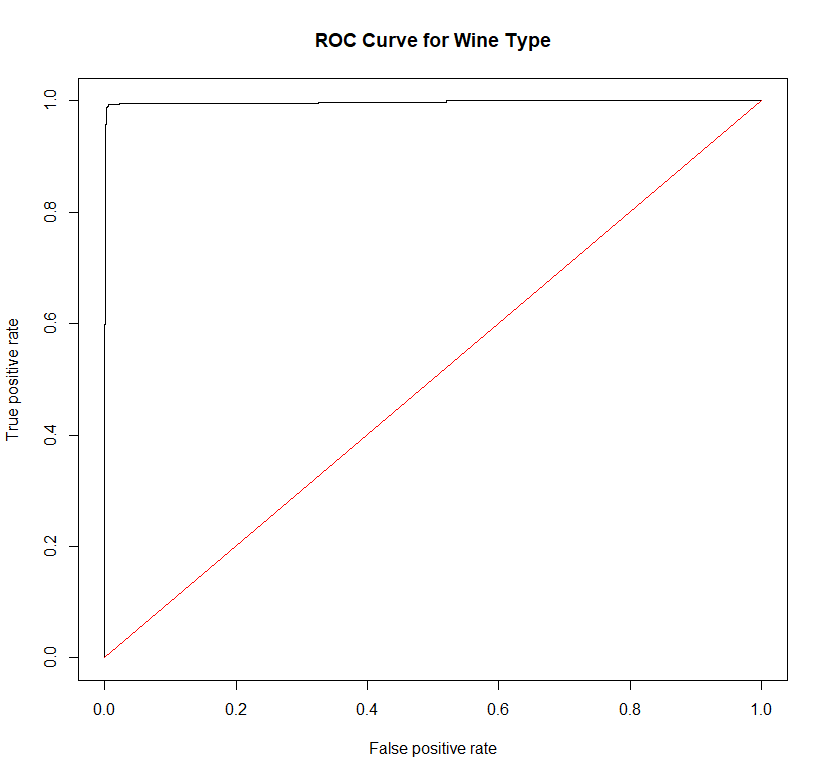 ROC Curve for Wine Type
True positive rate
1.0
0.8
0.6
0.4
0.2
0.0
0.0 0.2 0.4 0.6 0.8 1.0
False positive rate